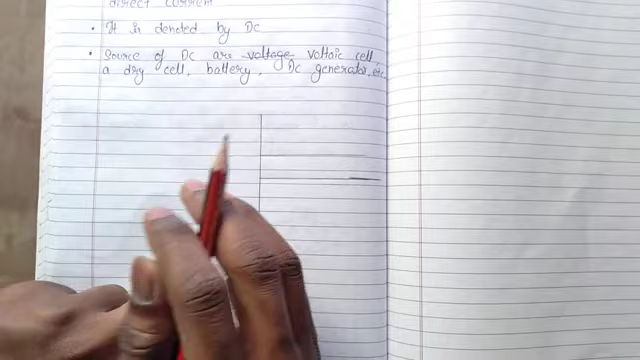 direct current
• It is denoted by Dc
• Source of Dc are voltage voltaic cell,
a dry cell, battery, Dc generator, etc